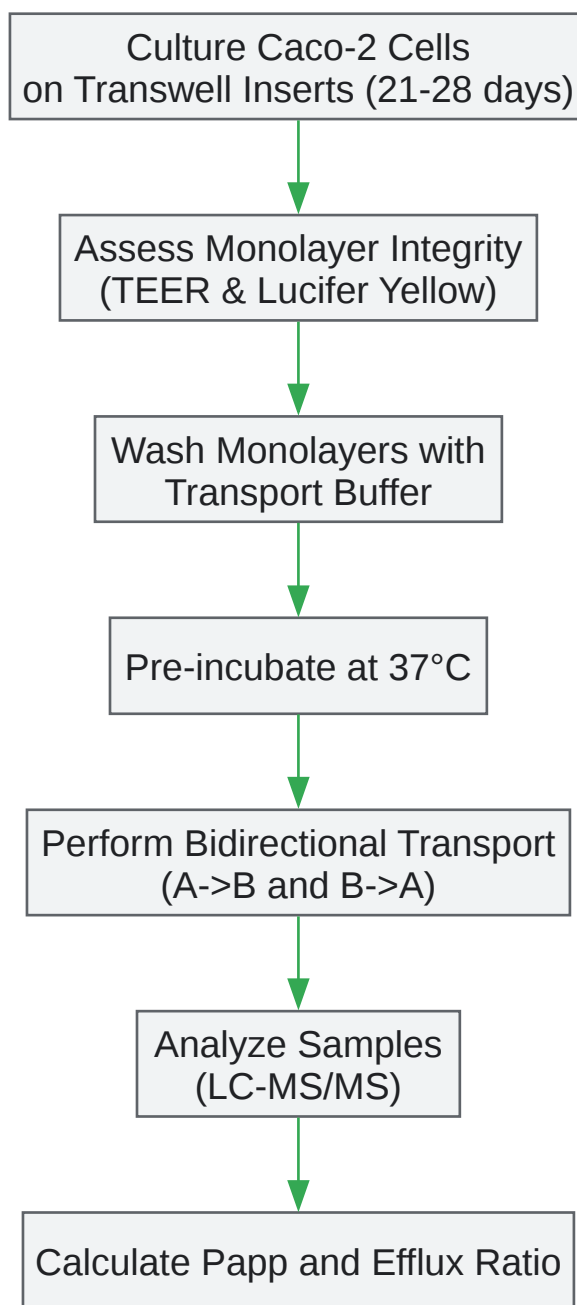 Culture Caco-2 Cells
on Transwell Inserts (21-28 days)
Assess Monolayer Integrity
(TEER & Lucifer Yellow)
Wash Monolayers with
Transport Buffer
Pre-incubate at 37°C
Perform Bidirectional Transport
(A->B and B->A)
Analyze Samples
(LC-MS/MS)
Calculate Papp and Efflux Ratio